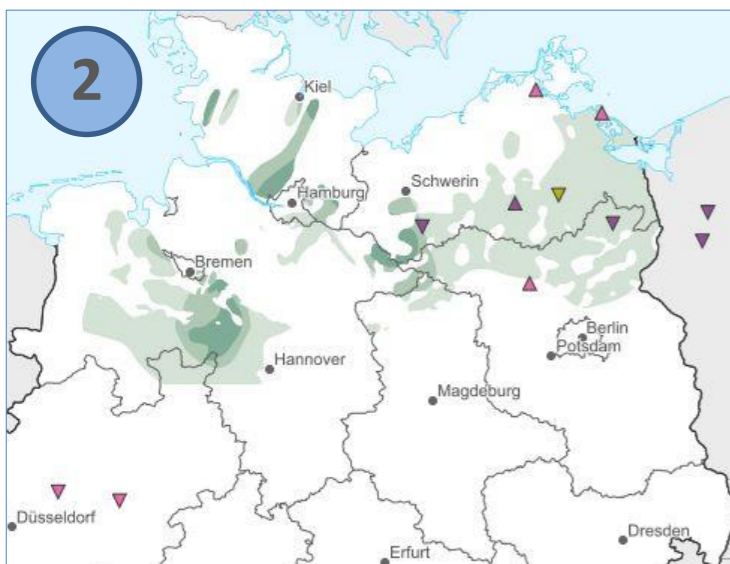 2
Kiel
Schwerin
Hamburg
Bremen
Berlin
Potsdam
Hannover
Magdeburg
Düsseldorf
Dresden
Erfurt